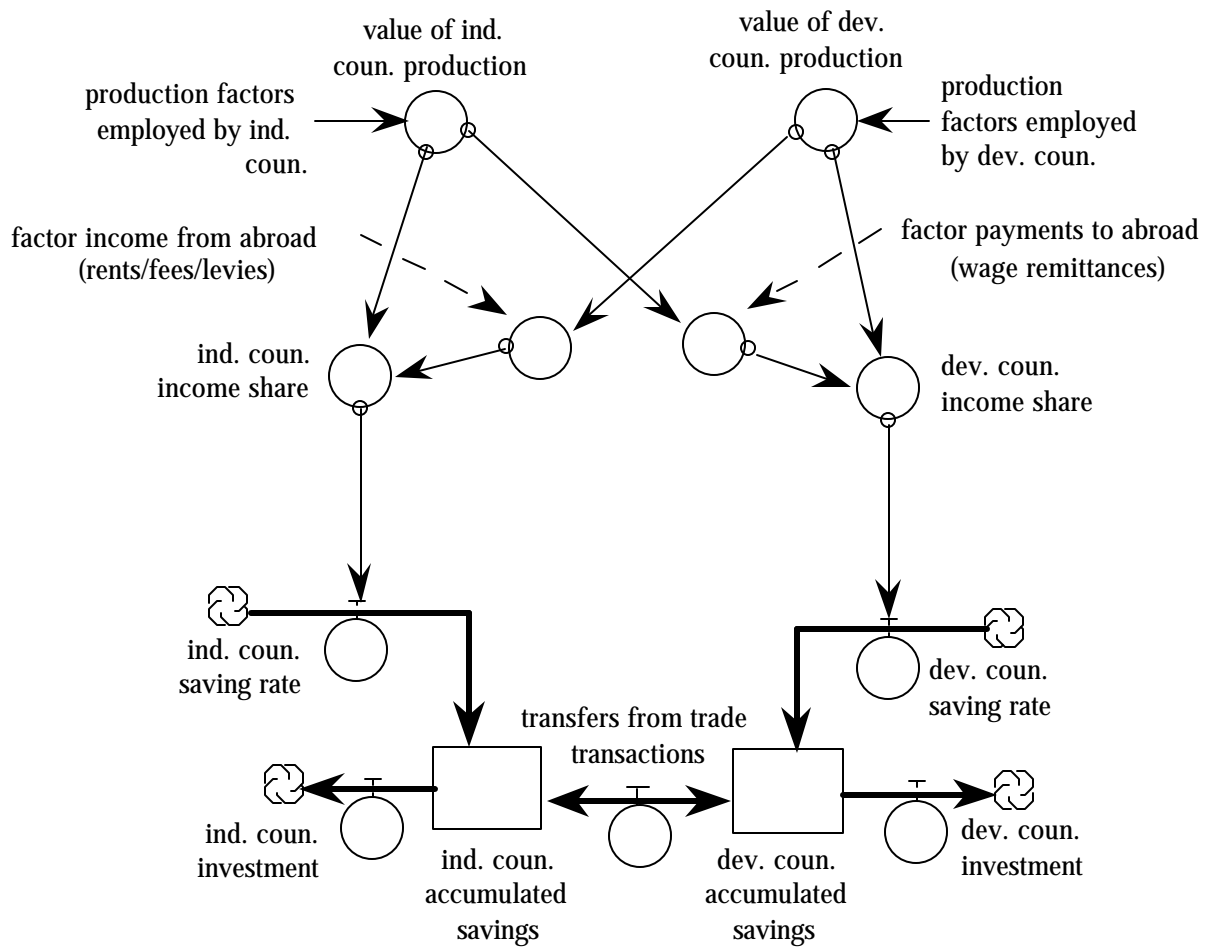 value of ind.
coun. production
value of dev.
coun. production
production factors
employed by ind.
coun.
production
factors employed
by dev. coun.
factor income from abroad
(rents/fees/levies)
factor payments to abroad
(wage remittances)
ind. coun.
income share
dev. coun.
income share
ind. coun.
saving rate
dev. coun.
saving rate
transfers from trade
transactions
ind. coun.
investment
ind. coun.
accumulated
savings
dev. coun.
accumulated
savings
dev. coun.
investment